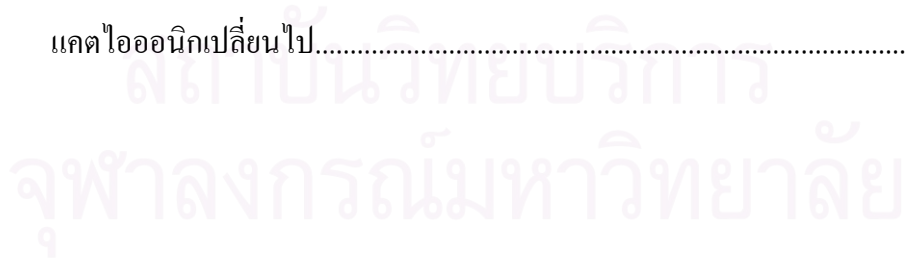 แคตไอออนิกเปลี่ยนไป......................................................................................
สถาบันวิทยบริการ
จุฬาลงกรณ์มหาวิทยาลัย